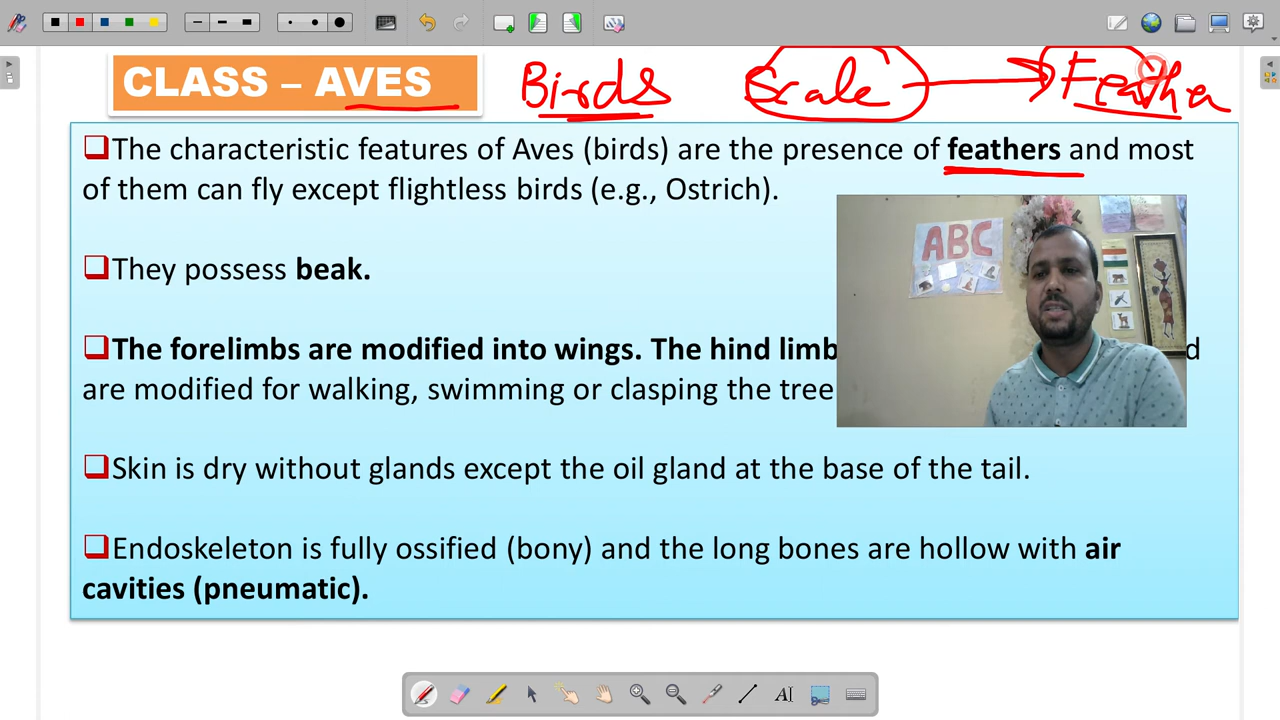 CLASS – AVES Birds Scale Feather
❑The characteristic features of Aves (birds) are the presence of feathers and most
of them can fly except flightless birds (e.g., Ostrich).
ABC
❑They possess beak.
❑The forelimbs are modified into wings. The hind limb d
are modified for walking, swimming or clasping the tree
❑Skin is dry without glands except the oil gland at the base of the tail.
❑Endoskeleton is fully ossified (bony) and the long bones are hollow with air
cavities (pneumatic).
AI